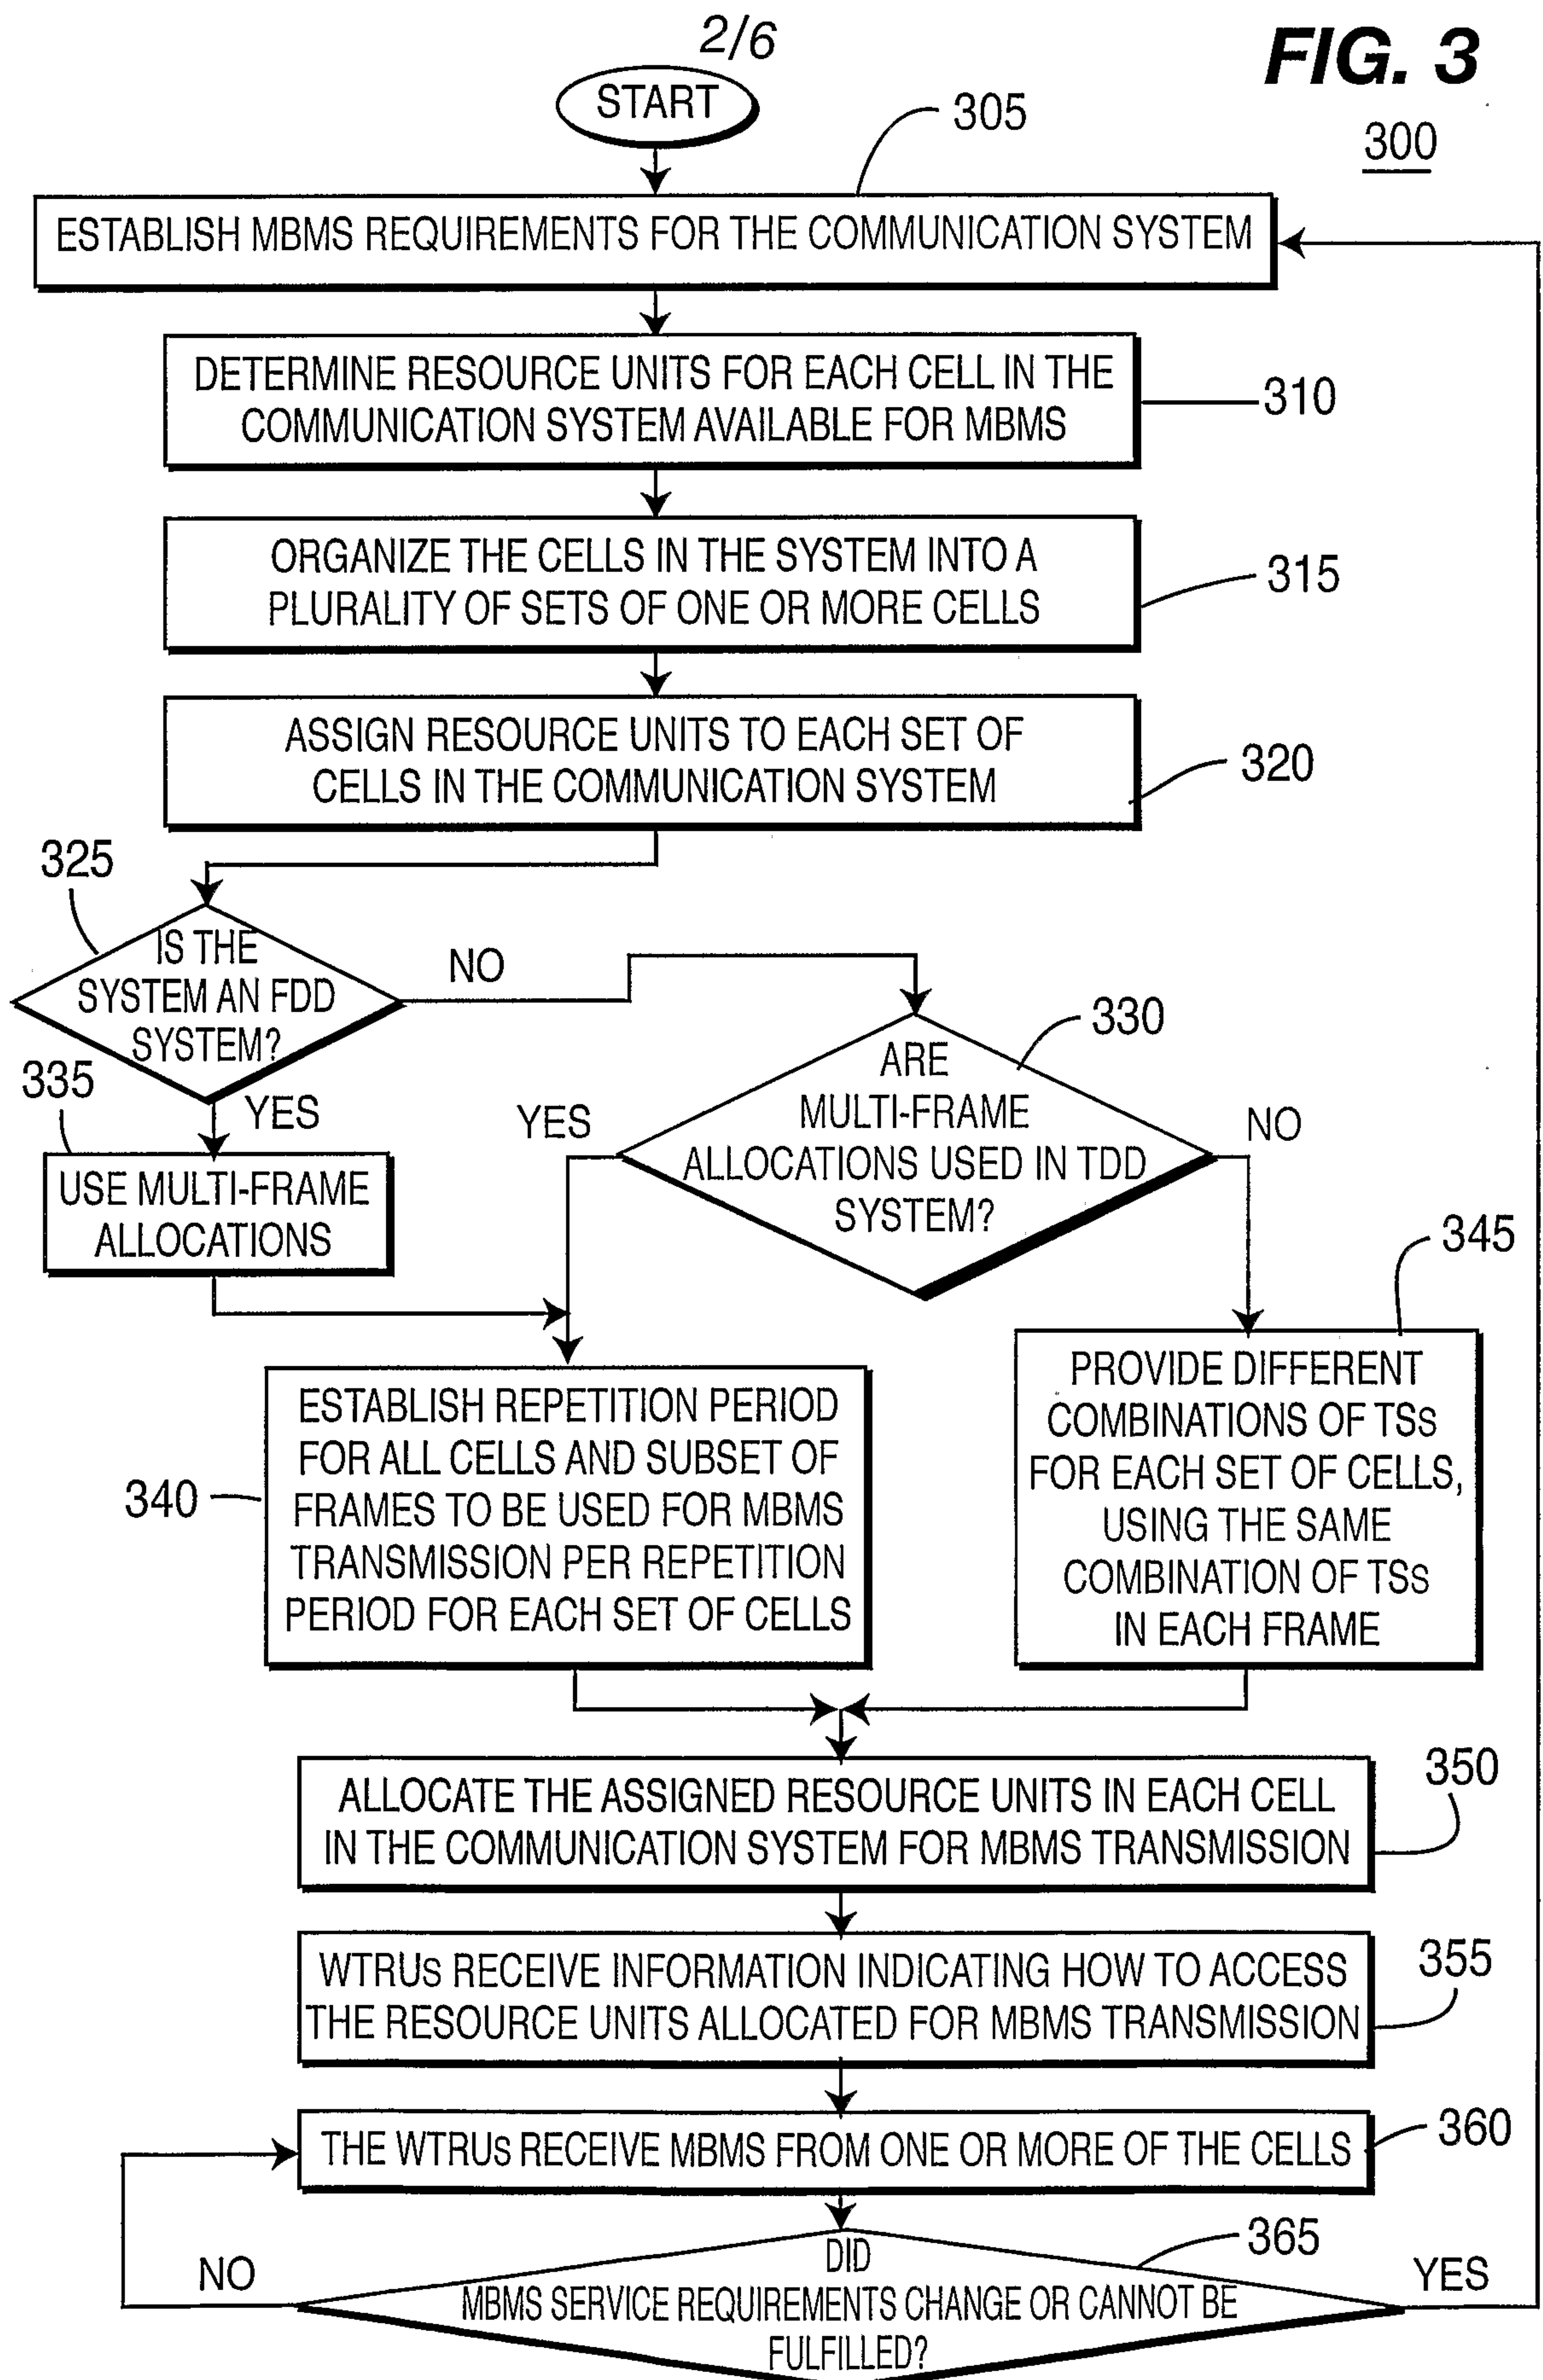 2/6
FIG. 3
300
START
305
ESTABLISH MBMS REQUIREMENTS FOR THE COMMUNICATION SYSTEM
DETERMINE RESOURCE UNITS FOR EACH CELL IN THE
COMMUNICATION SYSTEM AVAILABLE FOR MBMS
310
ORGANIZE THE CELLS IN THE SYSTEM INTO A
PLURALITY OF SETS OF ONE OR MORE CELLS
315
ASSIGN RESOURCE UNITS TO EACH SET OF
CELLS IN THE COMMUNICATION SYSTEM
320
325
IS THE
SYSTEM AN FDD
SYSTEM?
NO
YES
330
ARE
MULTI-FRAME
ALLOCATIONS USED IN TDD
SYSTEM?
YES
NO
335
USE MULTI-FRAME
ALLOCATIONS
340
ESTABLISH REPETITION PERIOD
FOR ALL CELLS AND SUBSET OF
FRAMES TO BE USED FOR MBMS
TRANSMISSION PER REPETITION
PERIOD FOR EACH SET OF CELLS
345
PROVIDE DIFFERENT
COMBINATIONS OF TSs
FOR EACH SET OF CELLS,
USING THE SAME
COMBINATION OF TSs
IN EACH FRAME
ALLOCATE THE ASSIGNED RESOURCE UNITS IN EACH CELL
IN THE COMMUNICATION SYSTEM FOR MBMS TRANSMISSION
350
WTRUs RECEIVE INFORMATION INDICATING HOW TO ACCESS
THE RESOURCE UNITS ALLOCATED FOR MBMS TRANSMISSION
355
THE WTRUs RECEIVE MBMS FROM ONE OR MORE OF THE CELLS
360
365
DID
MBMS SERVICE REQUIREMENTS CHANGE OR CANNOT BE
FULFILLED?
NO
YES